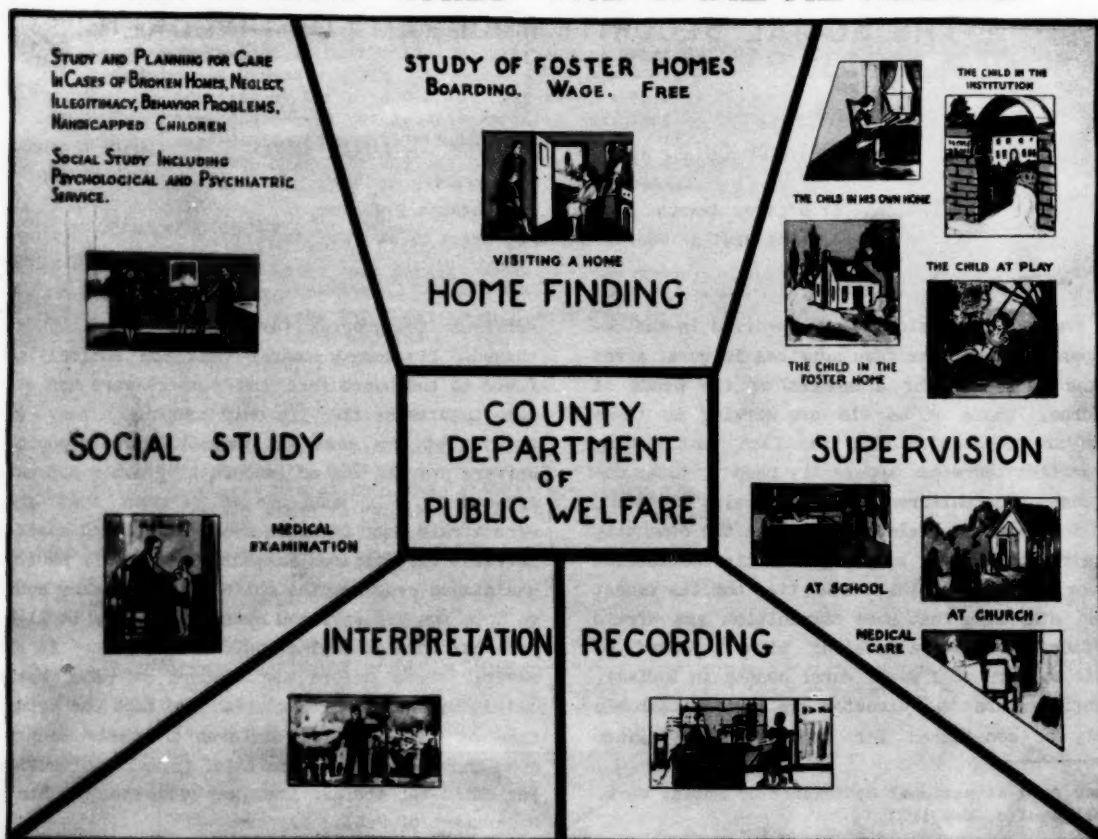 STUDY AND PLANNING FOR CARE
IN CASES OF BROKEN HOMES, NEGLECT,
ILLEGITIMACY, BEHAVIOR PROBLEMS,
HANDICAPPED CHILDREN
SOCIAL STUDY INCLUDING
PSYCHOLOGICAL AND PSYCHIATRIC
SERVICE.
SOCIAL STUDY
MEDICAL
EXAMINATION
STUDY OF FOSTER HOMES
BOARDING. WAGE. FREE
VISITING A HOME
HOME FINDING
COUNTY
DEPARTMENT
OF
PUBLIC WELFARE
THE CHILD IN THE
INSTITUTION
THE CHILD IN HIS OWN HOME
THE CHILD AT PLAY
THE CHILD IN THE
FOSTER HOME
SUPERVISION
AT SCHOOL
AT CHURCH.
MEDICAL
CARE
INTERPRETATION
RECORDING